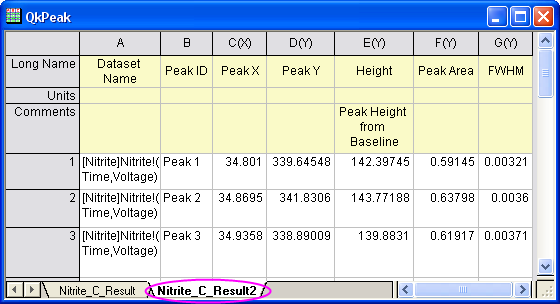 QkPeak
A B C(X) D(Y) E(Y) F(Y) G(Y)
Long Name Dataset Name Peak ID Peak X Peak Y Height Peak Area FWHM
Units
Comments Peak Height from Baseline
1 [Nitrite]Nitrite!(Time,Voltage) Peak 1 34.801 339.64548 142.39745 0.59145 0.00321
2 [Nitrite]Nitrite!(Time,Voltage) Peak 2 34.8695 341.8306 143.77188 0.63798 0.0036
3 [Nitrite]Nitrite!(Time,Voltage) Peak 3 34.9358 338.89009 139.8831 0.61917 0.00371
Nitrite_C_Result Nitrite_C_Result2